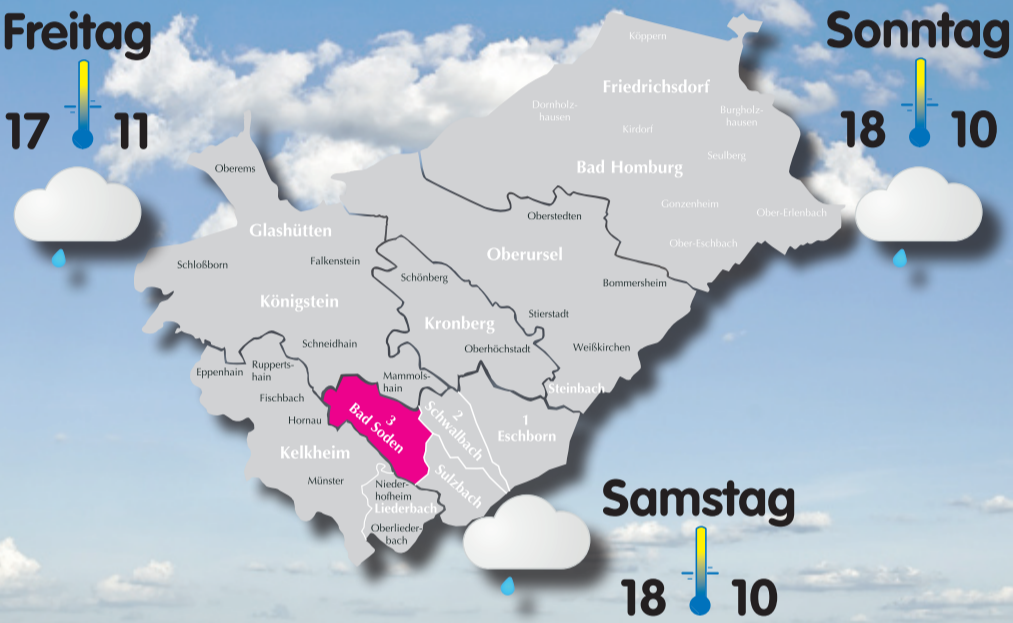 Freitag
17 11
Sonntag
18 10
Köppern
Friedrichsdorf
Dornholz-
hausen
Burgholz-
hausen
Kirdorf
Seulberg
Bad Homburg
Oberems
Gonzenheim
Ober-Erlenbach
Oberstedten
Glashütten
Ober-Eschbach
Oberursel
Schloßborn
Falkenstein
Schönberg
Bommersheim
Königstein
Stierstadt
Kronberg
Schneidhain
Oberhöchstadt
Weißkirchen
Eppenhain
Rupperts-
hain
Mammols-
hain
Steinbach
Fischbach
Hornau
3
Bad Soden
2
Schwalbach
1
Eschborn
Kelkheim
Münster
Sulzbach
Nieder-
hofheim
Liederbach
Oberlieder-
bach
Samstag
18 10